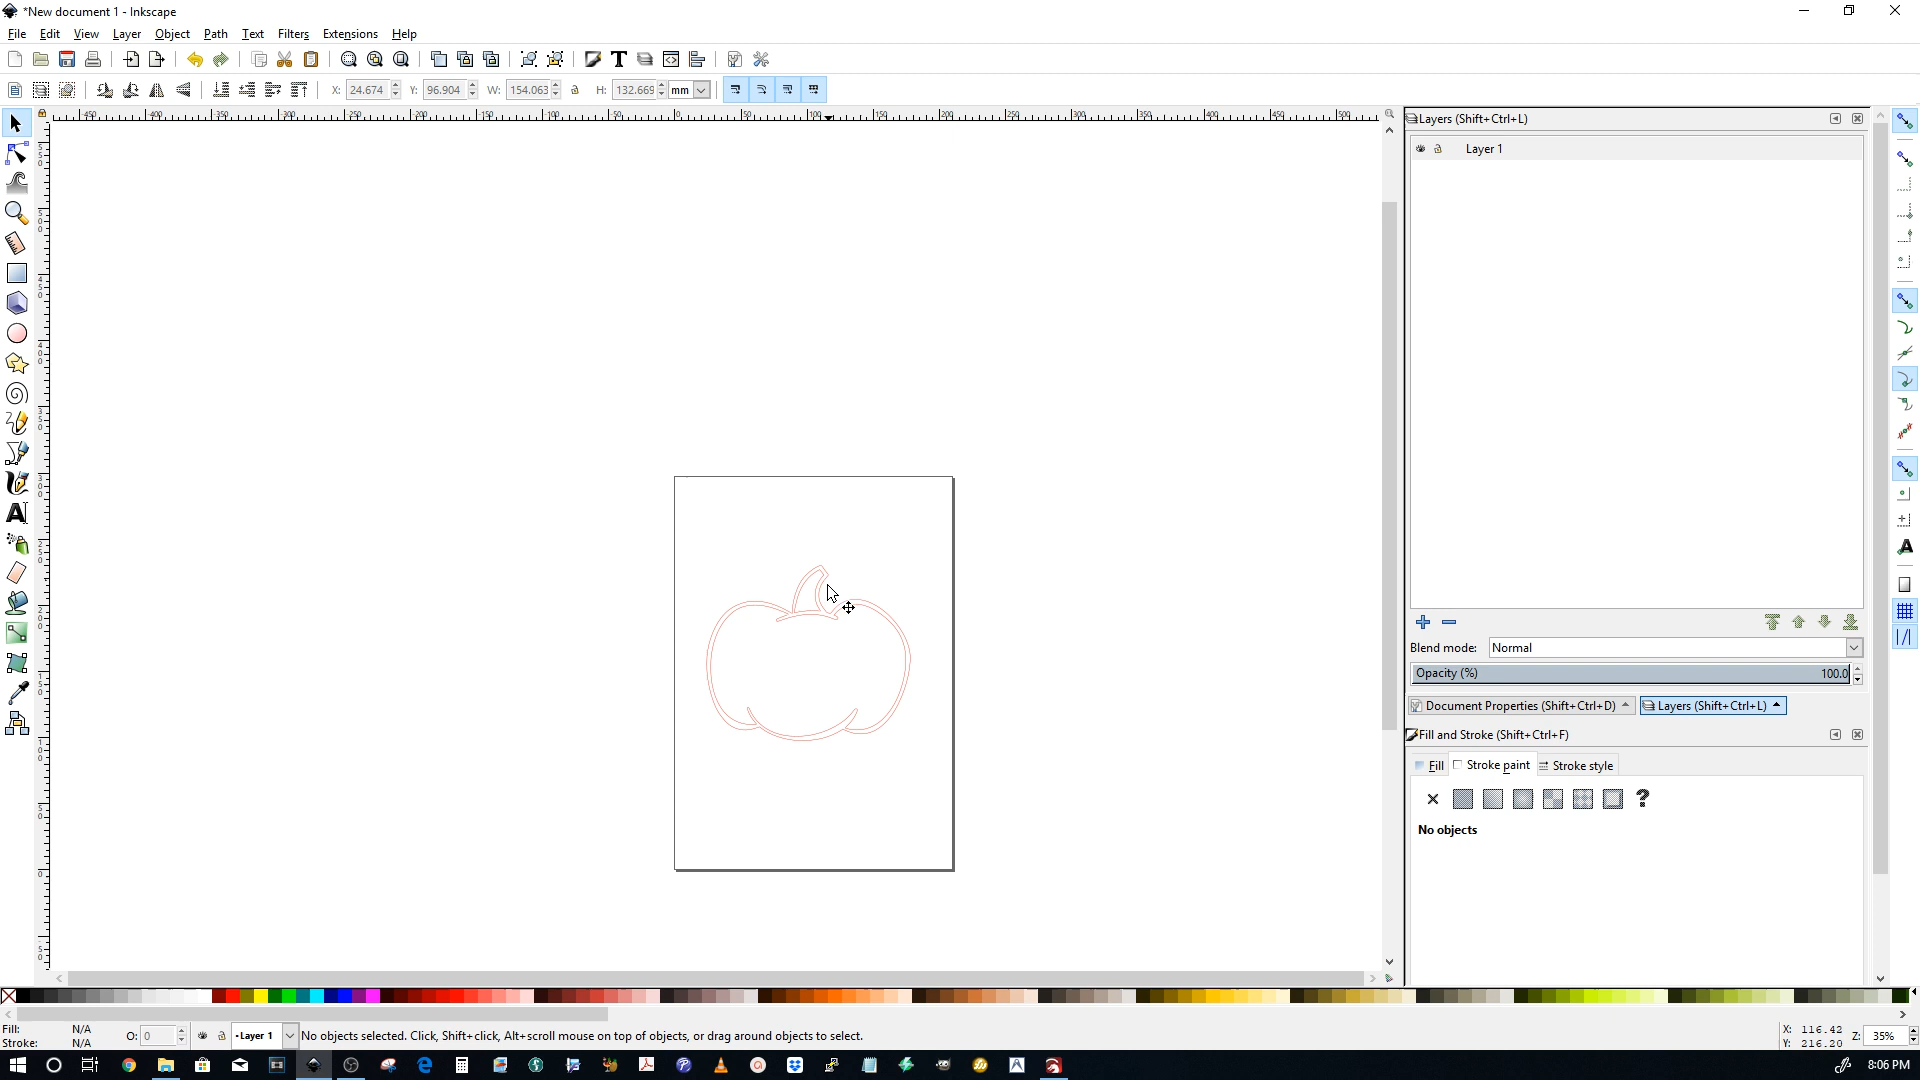 *New document 1 - Inkscape
File Edit View Layer Object Path Text Filters Extensions Help
X: 24.674 Y: 96.904 W: 154.063 H: 132.669 mm
Layers (Shift+Ctrl+L)
Layer 1
Blend mode: Normal
Opacity (%) 100.0
Document Properties (Shift+Ctrl+D) Layers (Shift+Ctrl+L)
Fill and Stroke (Shift+Ctrl+F)
Fill Stroke paint Stroke style
No objects
Fill: N/A
Stroke: N/A
O: 0
•Layer 1
No objects selected. Click, Shift+click, Alt+scroll mouse on top of objects, or drag around objects to select.
X: 116.42
Y: 216.20
Z: 35%
8:06 PM